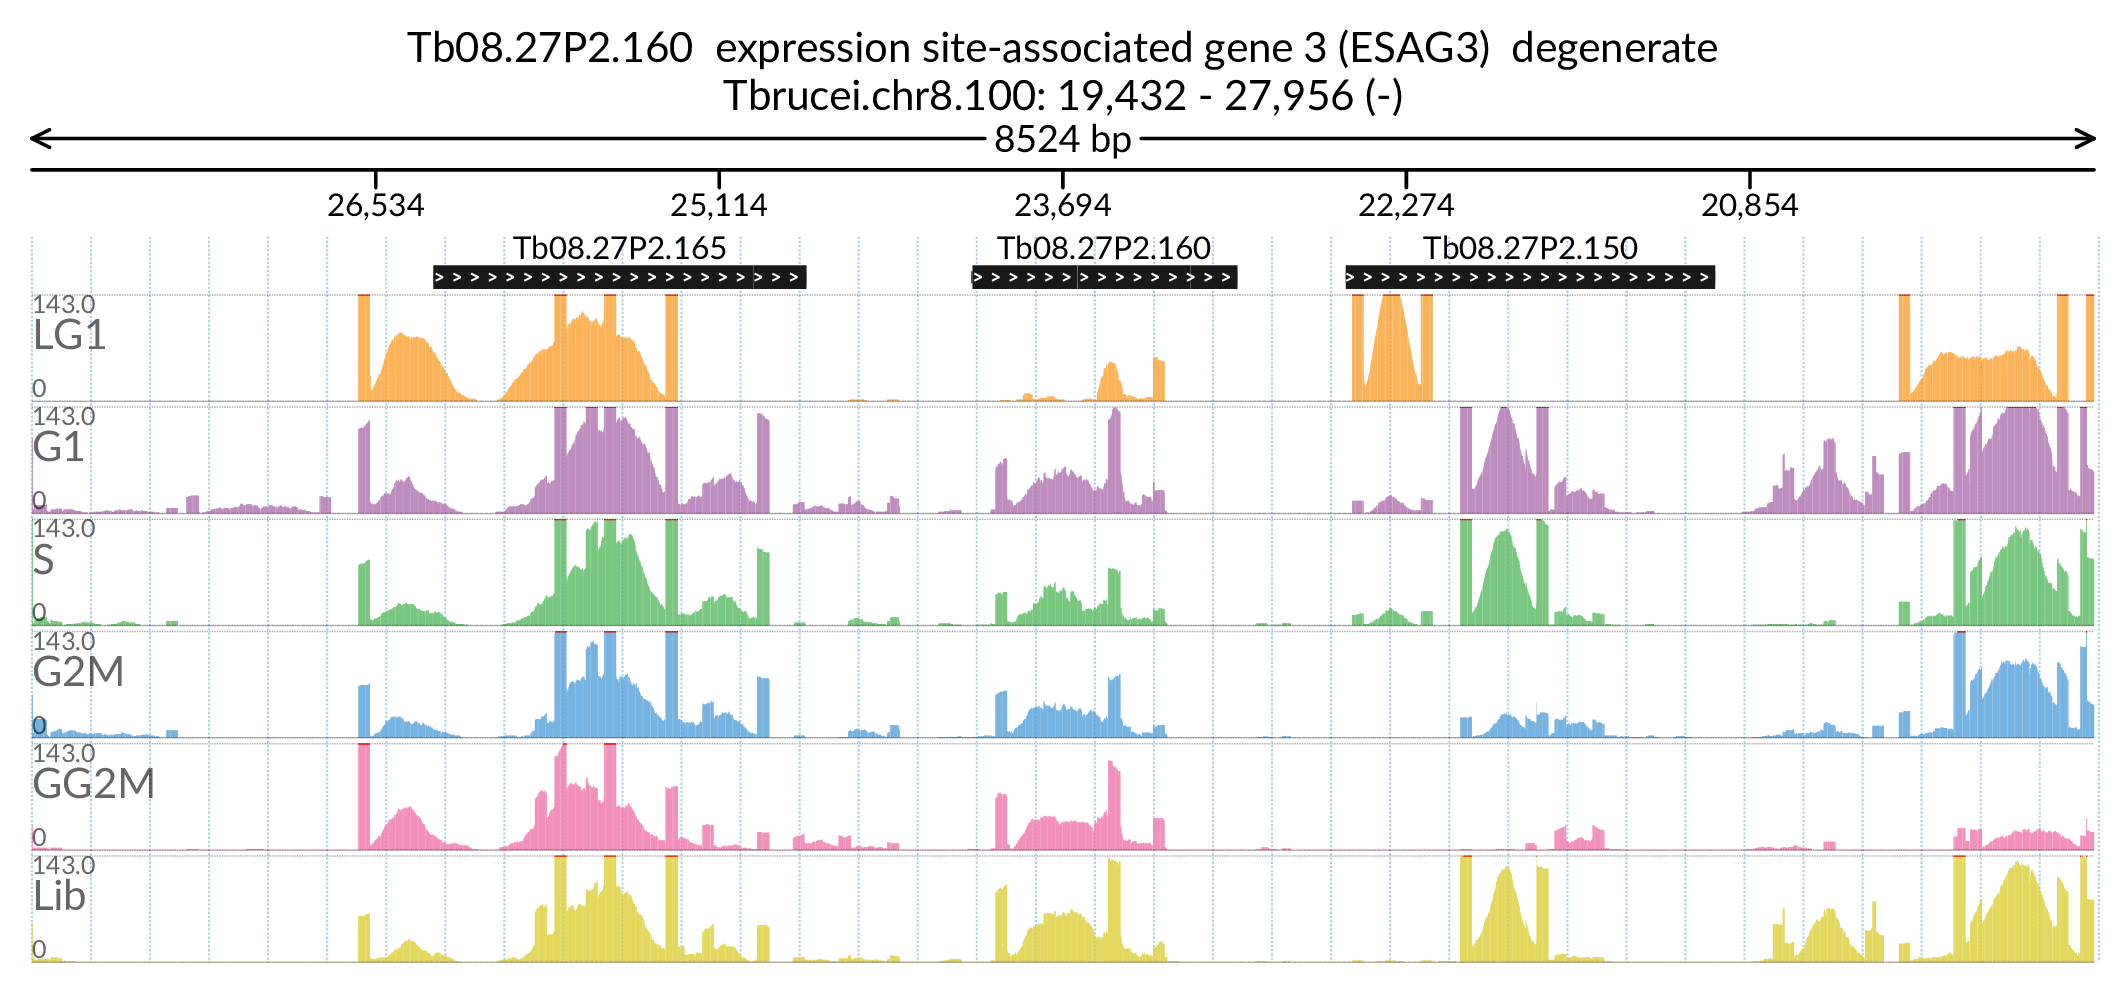 Tb08.27P2.160 expression site-associated gene 3 (ESAG3) degenerate
Tbrucei.chr8.100: 19,432 - 27,956 (-)
8524 bp
26,534 25,114 23,694 22,274 20,854
Tb08.27P2.165 Tb08.27P2.160 Tb08.27P2.150
143.0
LG1
0
143.0
G1
0
143.0
S
0
143.0
G2M
0
143.0
GG2M
0
143.0
Lib
0